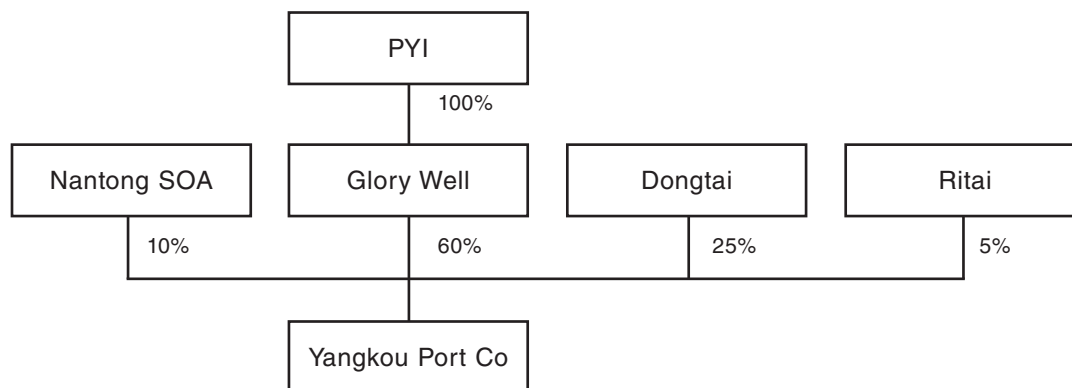 PYI
100%
Nantong SOA
Glory Well
Dongtai
Ritai
10%
60%
25%
5%
Yangkou Port Co